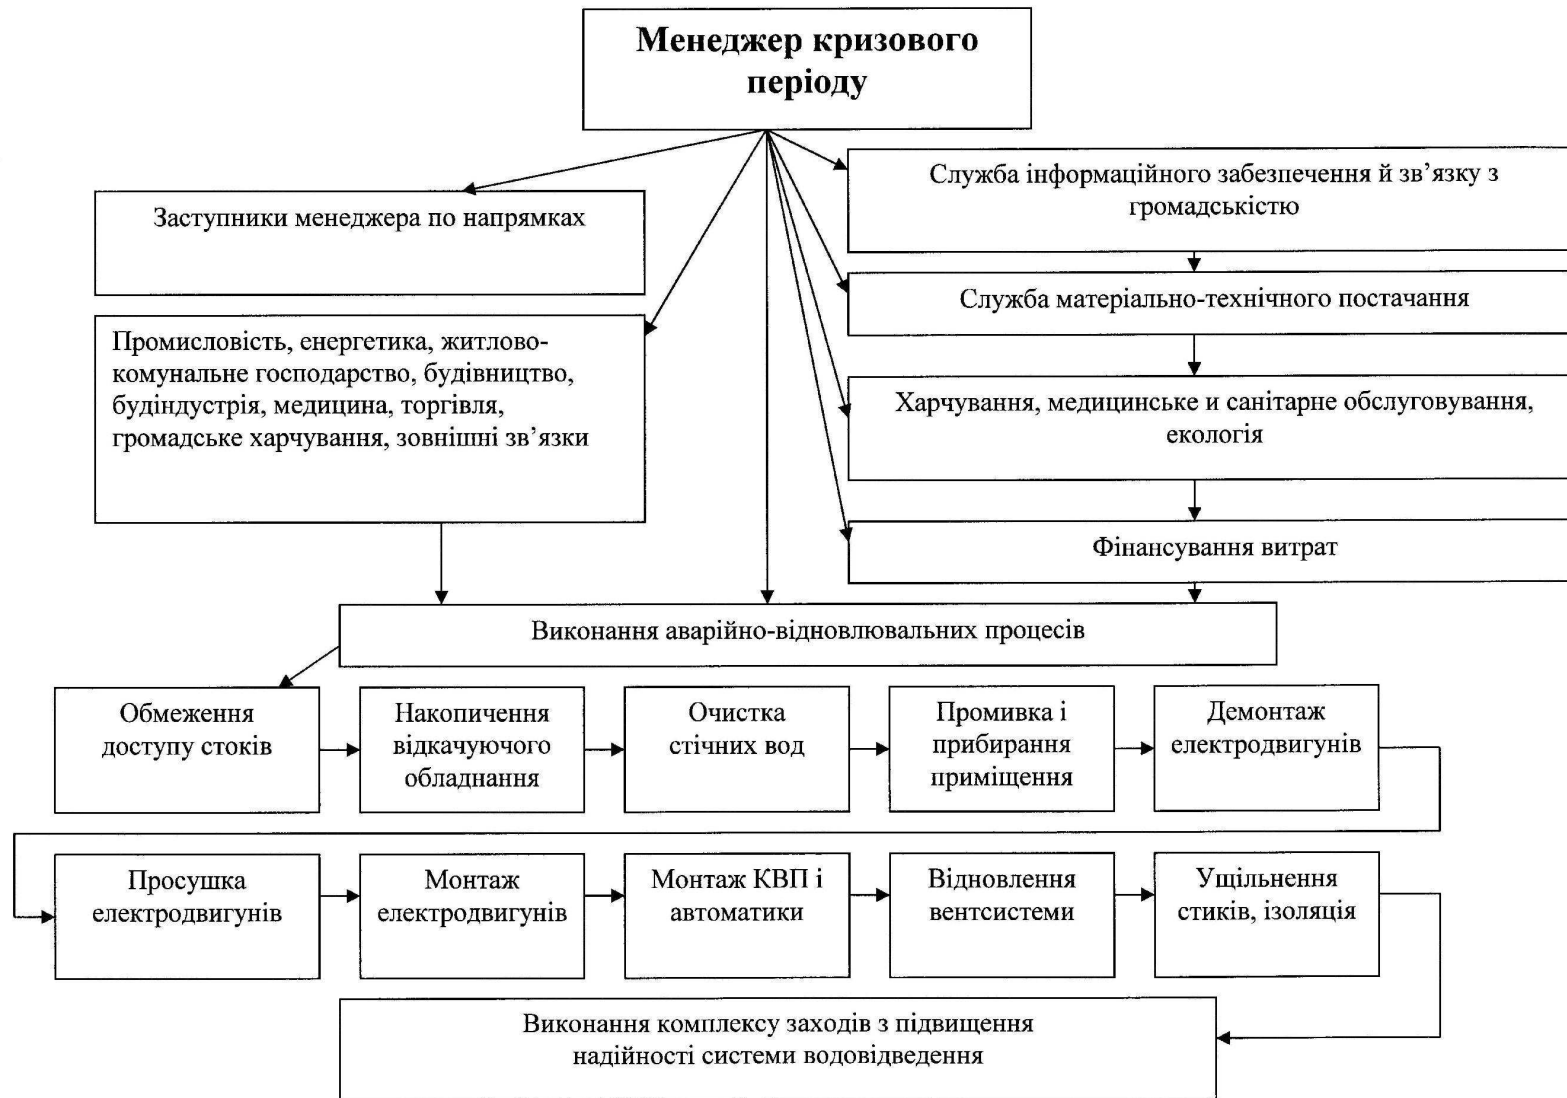 Менеджер кризового
періоду
Служба інформаційного забезпечення й зв’язку з
громадськістю
Заступники менеджера по напрямках
Служба матеріально-технічного постачання
Промисловість, енергетика, житлово-
комунальне господарство, будівництво,
будіндустрія, медицина, торгівля,
громадське харчування, зовнішні зв’язки
Харчування, медицинське и санітарне обслуговування,
екологія
Фінансування витрат
Виконання аварійно-відновлювальних процесів
Обмеження
доступу стоків
Накопичення
відкачуючого
обладнання
Очистка
стічних вод
Промивка і
прибирання
приміщення
Демонтаж
електродвигунів
Просушка
електродвигунів
Монтаж
електродвигунів
Монтаж КВП і
автоматики
Відновлення
вентсистеми
Ущільнення
стиків, ізоляція
Виконання комплексу заходів з підвищення
надійності системи водовідведення